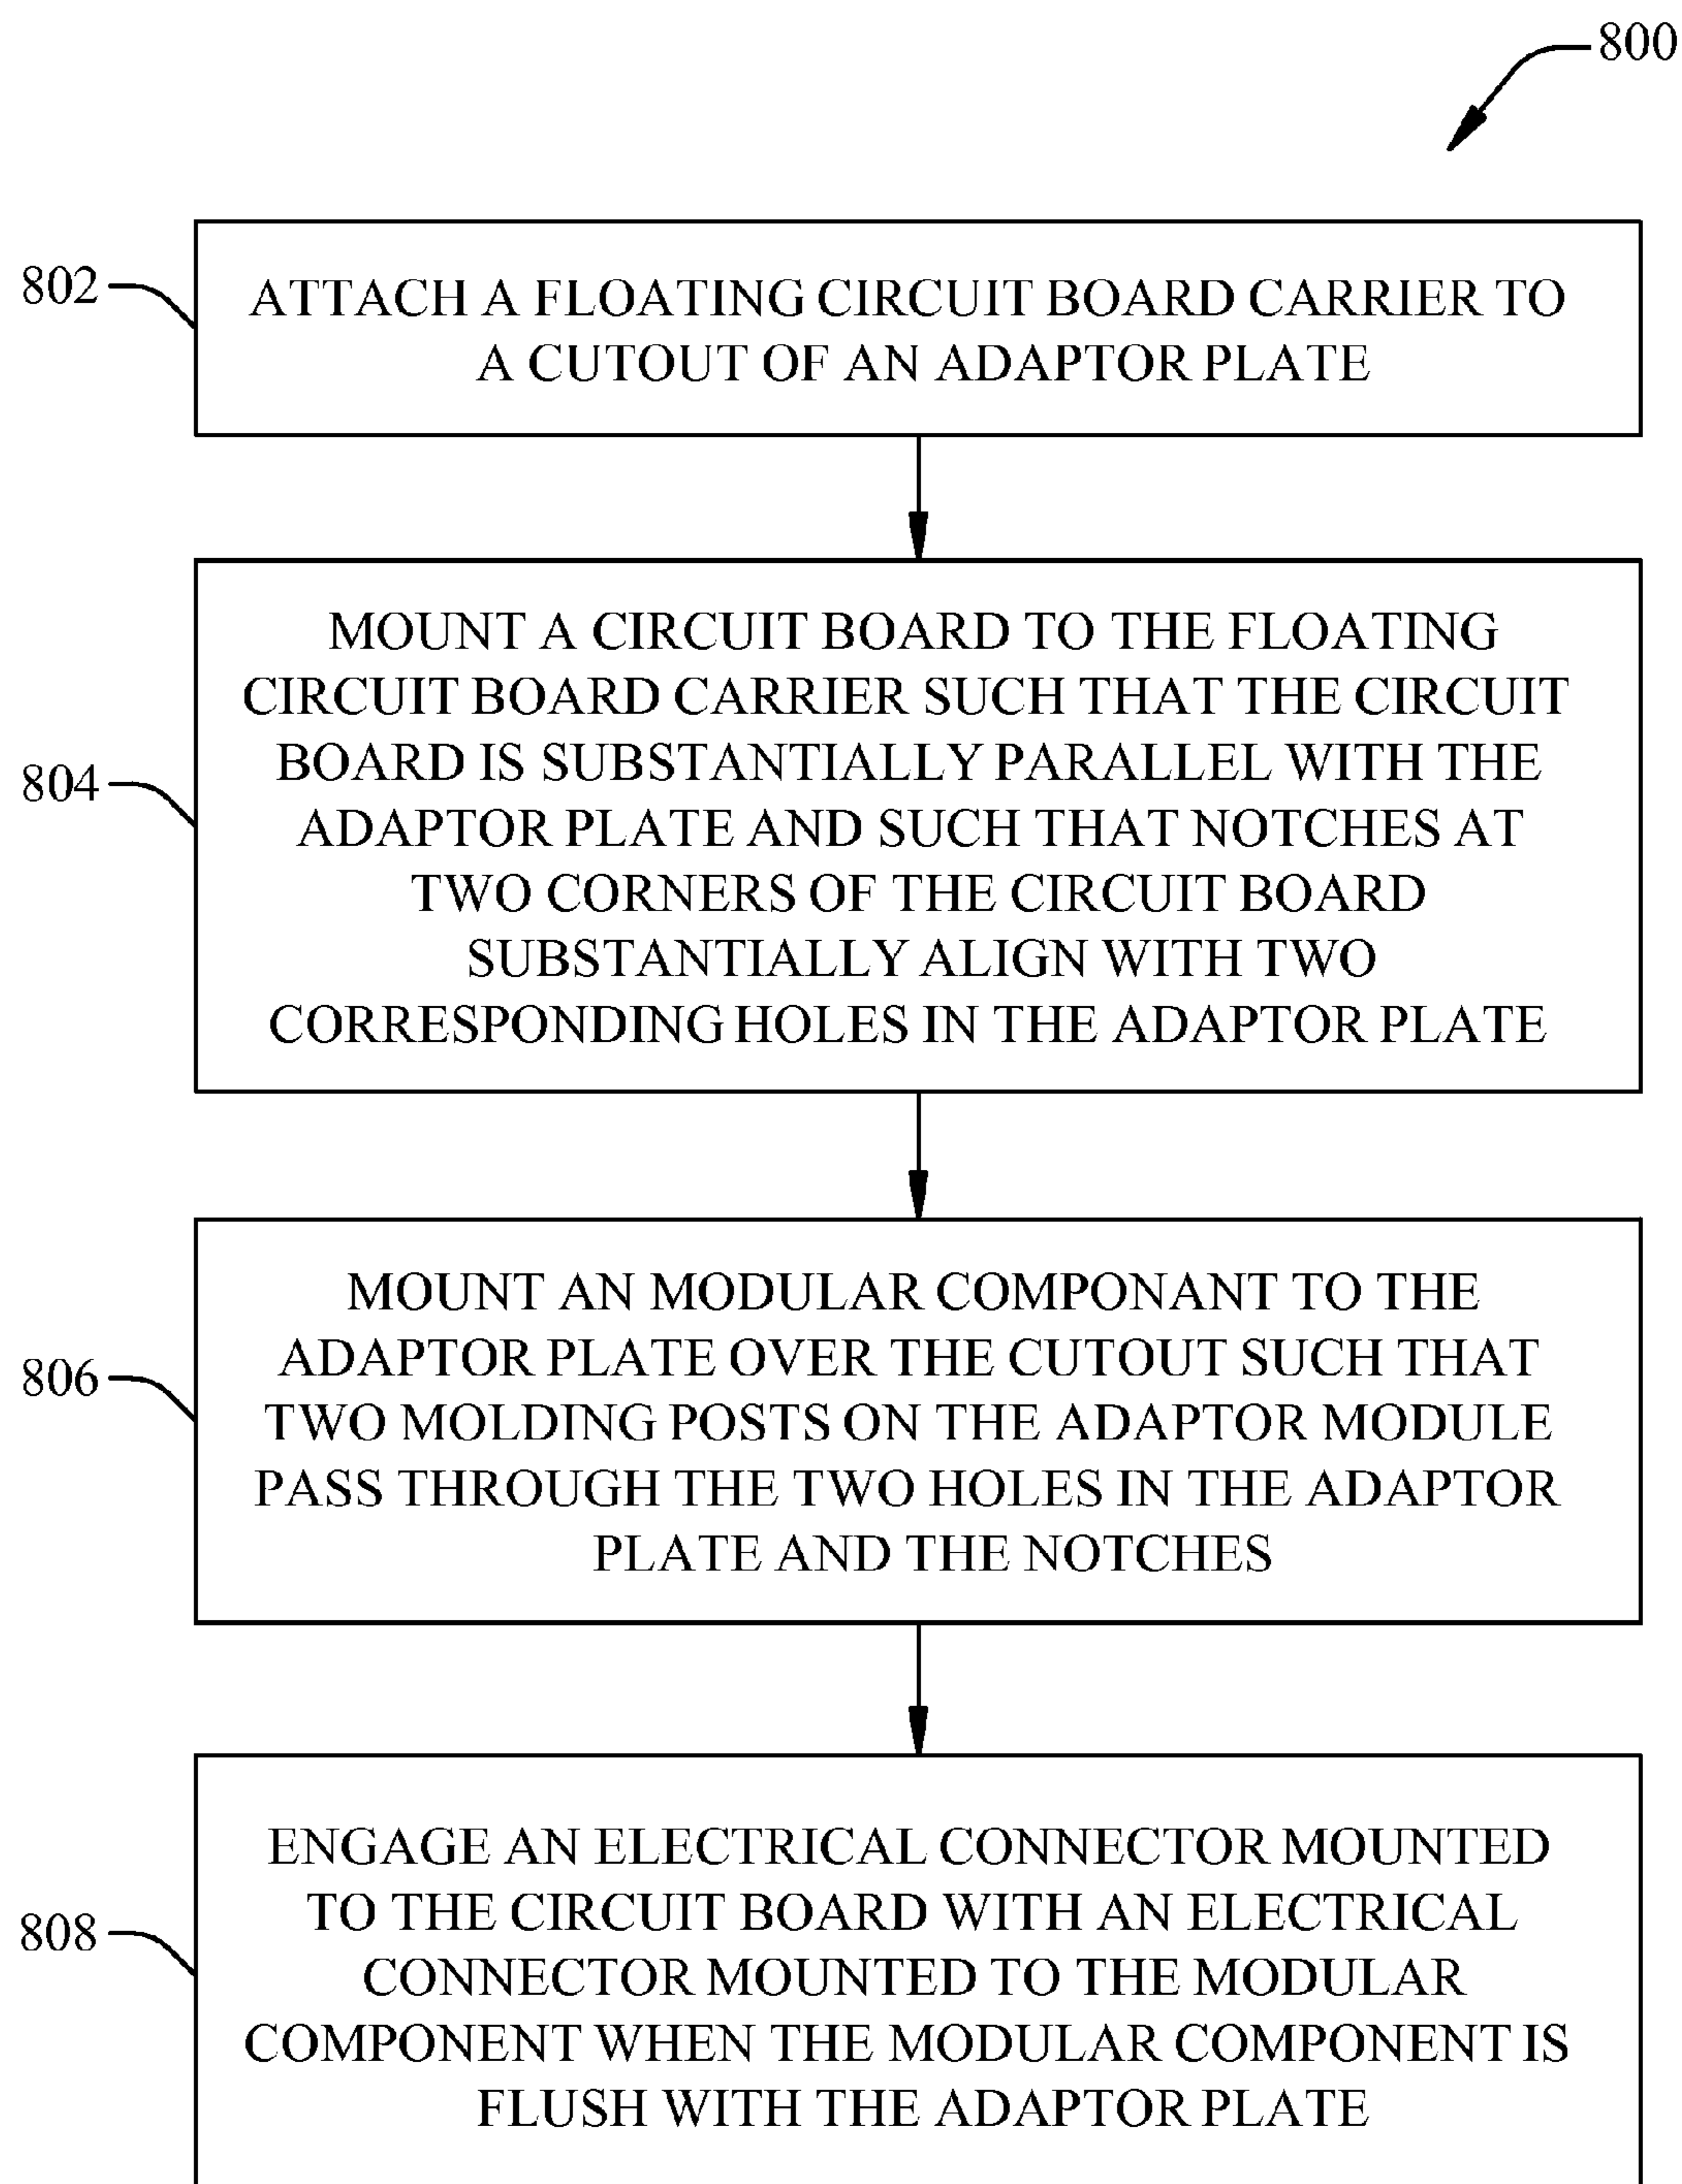 800
802
ATTACH A FLOATING CIRCUIT BOARD CARRIER TO
A CUTOUT OF AN ADAPTOR PLATE
804
MOUNT A CIRCUIT BOARD TO THE FLOATING
CIRCUIT BOARD CARRIER SUCH THAT THE CIRCUIT
BOARD IS SUBSTANTIALLY PARALLEL WITH THE
ADAPTOR PLATE AND SUCH THAT NOTCHES AT
TWO CORNERS OF THE CIRCUIT BOARD
SUBSTANTIALLY ALIGN WITH TWO
CORRESPONDING HOLES IN THE ADAPTOR PLATE
806
MOUNT AN MODULAR COMPONANT TO THE
ADAPTOR PLATE OVER THE CUTOUT SUCH THAT
TWO MOLDING POSTS ON THE ADAPTOR MODULE
PASS THROUGH THE TWO HOLES IN THE ADAPTOR
PLATE AND THE NOTCHES
808
ENGAGE AN ELECTRICAL CONNECTOR MOUNTED
TO THE CIRCUIT BOARD WITH AN ELECTRICAL
CONNECTOR MOUNTED TO THE MODULAR
COMPONENT WHEN THE MODULAR COMPONENT IS
FLUSH WITH THE ADAPTOR PLATE